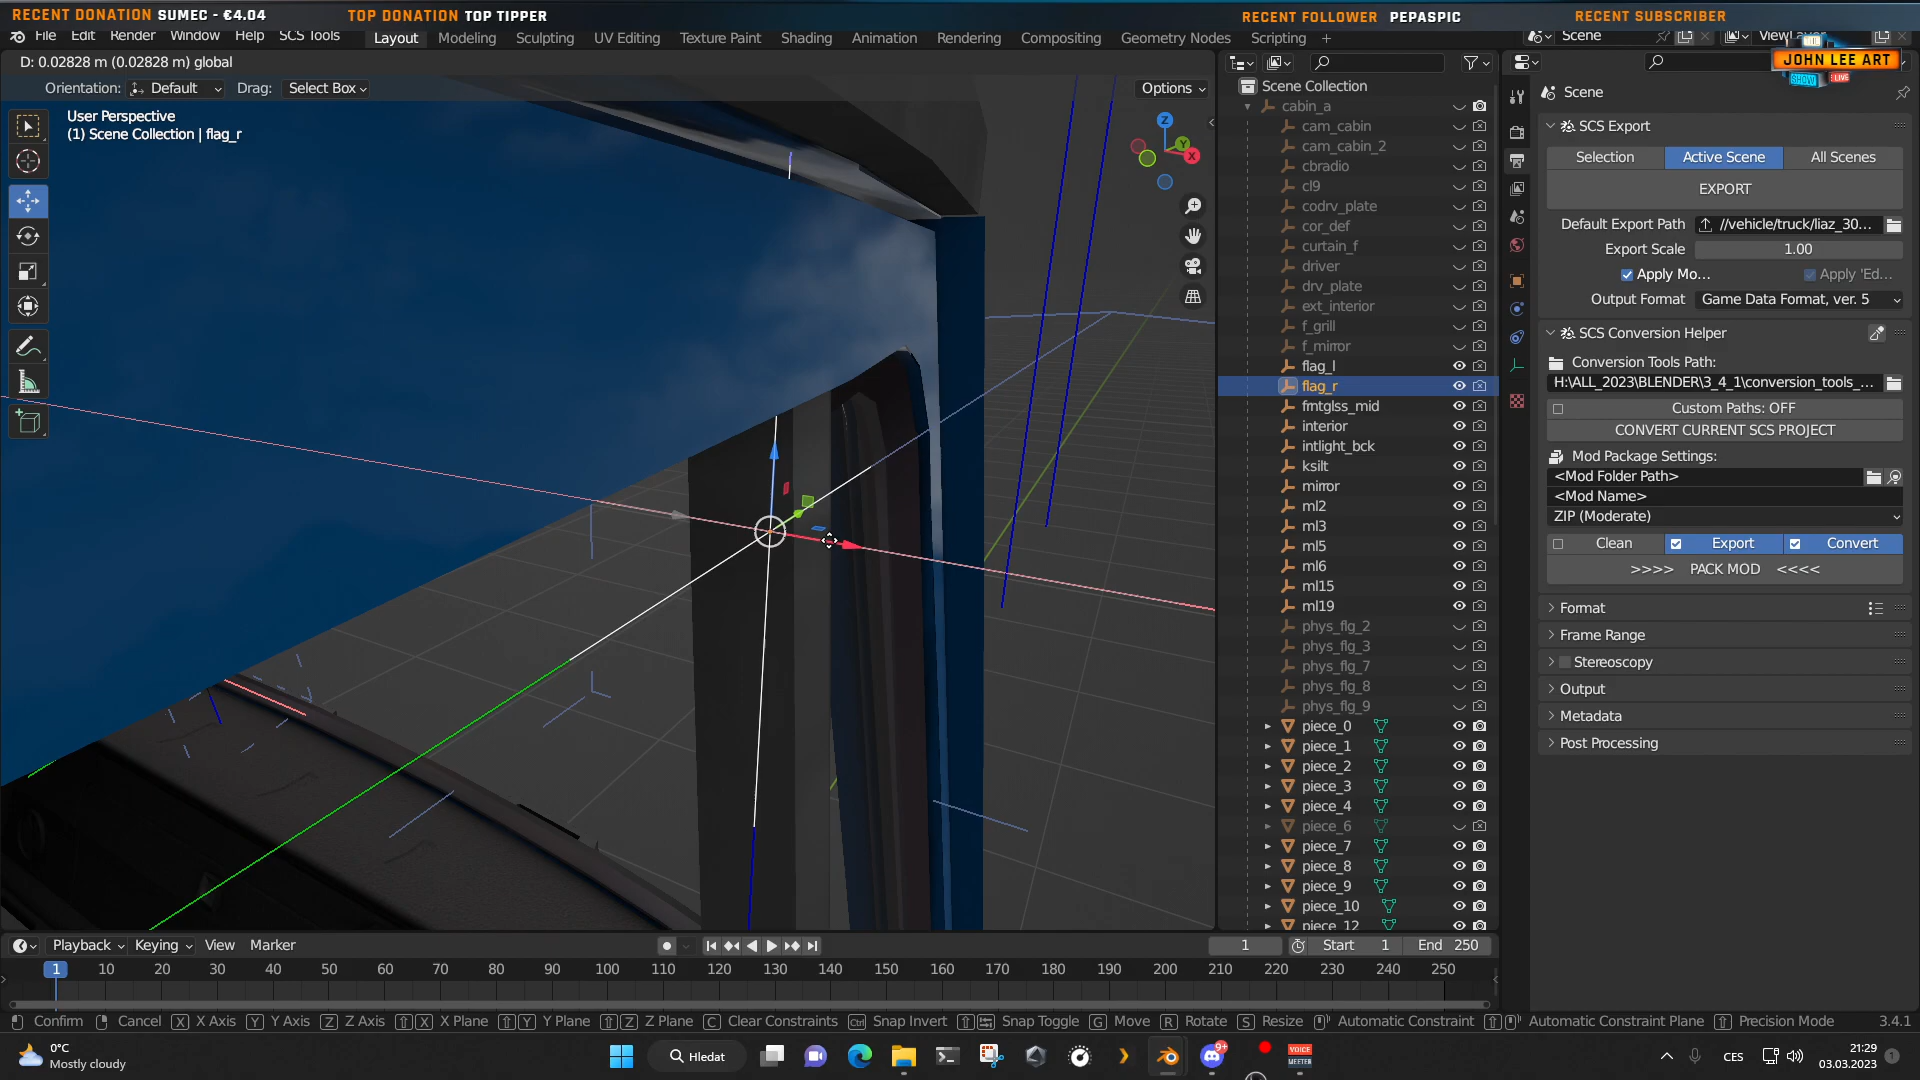 RECENT DONATION SUMEC - €4.04
TOP DONATION TOP TIPPER
RECENT FOLLOWER PEPASPIC
RECENT SUBSCRIBER
File Edit Render Window Help SCS Tools
Layout Modeling Sculpting UV Editing Texture Paint Shading Animation Rendering Compositing Geometry Nodes Scripting +
Scene
ViewLayer
JOHN LEE ART
SHOW LIVE
D: 0.02828 m (0.02828 m) global
Orientation: Default Drag: Select Box
Options
User Perspective
(1) Scene Collection | flag_r
Z
Y
X
Scene Collection
cabin_a
cam_cabin
cam_cabin_2
cbradio
cl9
codrv_plate
cor_def
curtain_f
driver
drv_plate
ext_interior
f_grill
f_mirror
flag_l
flag_r
frntglss_mid
interior
intlight_bck
ksilt
mirror
ml2
ml3
ml5
ml6
ml15
ml19
phys_flg_2
phys_flg_3
phys_flg_7
phys_flg_8
phys_flg_9
piece_0
piece_1
piece_2
piece_3
piece_4
piece_6
piece_7
piece_8
piece_9
piece_10
piece_12
Scene
SCS Export
Selection Active Scene All Scenes
EXPORT
Default Export Path //vehicle/truck/liaz_30...
Export Scale 1.00
Apply Mo... Apply 'Ed...
Output Format Game Data Format, ver. 5
SCS Conversion Helper
Conversion Tools Path:
H:\ALL_2023\BLENDER\3_4_1\conversion_tools_...
Custom Paths: OFF
CONVERT CURRENT SCS PROJECT
Mod Package Settings:
<Mod Folder Path>
<Mod Name>
ZIP (Moderate)
Clean Export Convert
>>>> PACK MOD <<<<
Format
Frame Range
Stereoscopy
Output
Metadata
Post Processing
Playback Keying View Marker
1 Start 1 End 250
1 10 20 30 40 50 60 70 80 90 100 110 120 130 140 150 160 170 180 190 200 210 220 230 240 250
Confirm Cancel X X Axis Y Y Axis Z Z Axis X X Plane Y Y Plane Z Z Plane C Clear Constraints Ctrl Snap Invert Snap Toggle G Move R Rotate S Resize Automatic Constraint Automatic Constraint Plane Precision Mode 3.4.1
0°C
Mostly cloudy
Hledat
9+
VOICE
MEETER
CES
21:29
03.03.2023
1